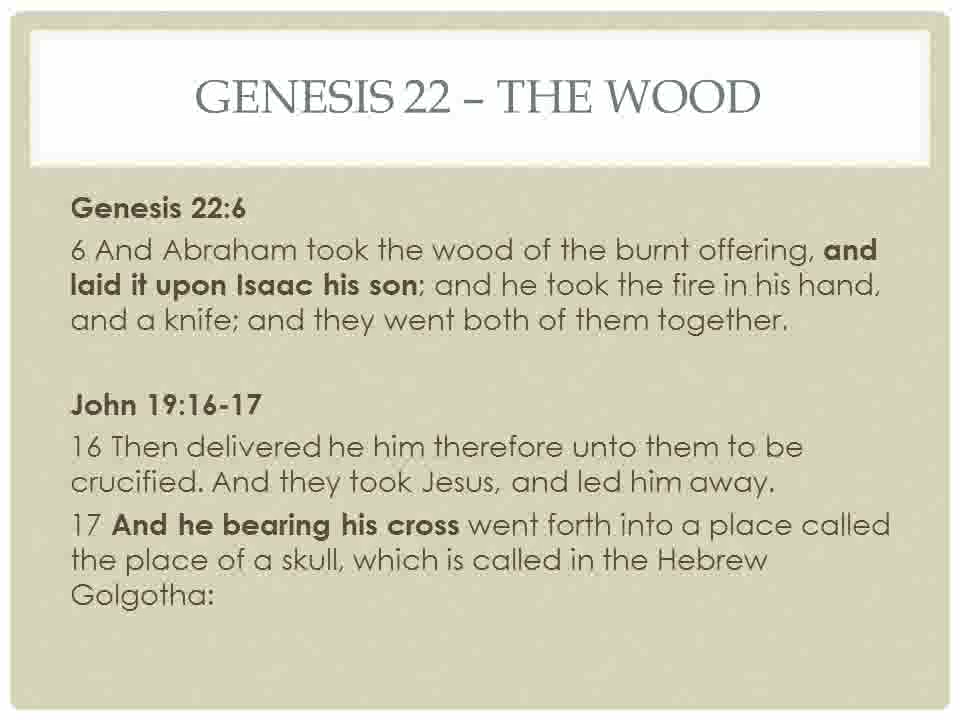 GENESIS 22 – THE WOOD
Genesis 22:6
6 And Abraham took the wood of the burnt offering, and
laid it upon Isaac his son; and he took the fire in his hand,
and a knife; and they went both of them together.
John 19:16-17
16 Then delivered he him therefore unto them to be
crucified. And they took Jesus, and led him away.
17 And he bearing his cross went forth into a place called
the place of a skull, which is called in the Hebrew
Golgotha: